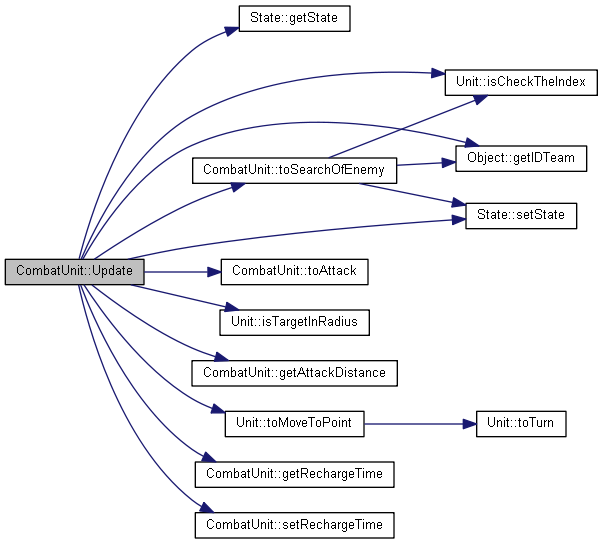 State::getState
Unit::isCheckTheIndex
Object::getIDTeam
CombatUnit::toSearchOfEnemy
State::setState
CombatUnit::Update
CombatUnit::toAttack
Unit::isTargetInRadius
CombatUnit::getAttackDistance
Unit::toMoveToPoint
Unit::toTurn
CombatUnit::getRechargeTime
CombatUnit::setRechargeTime